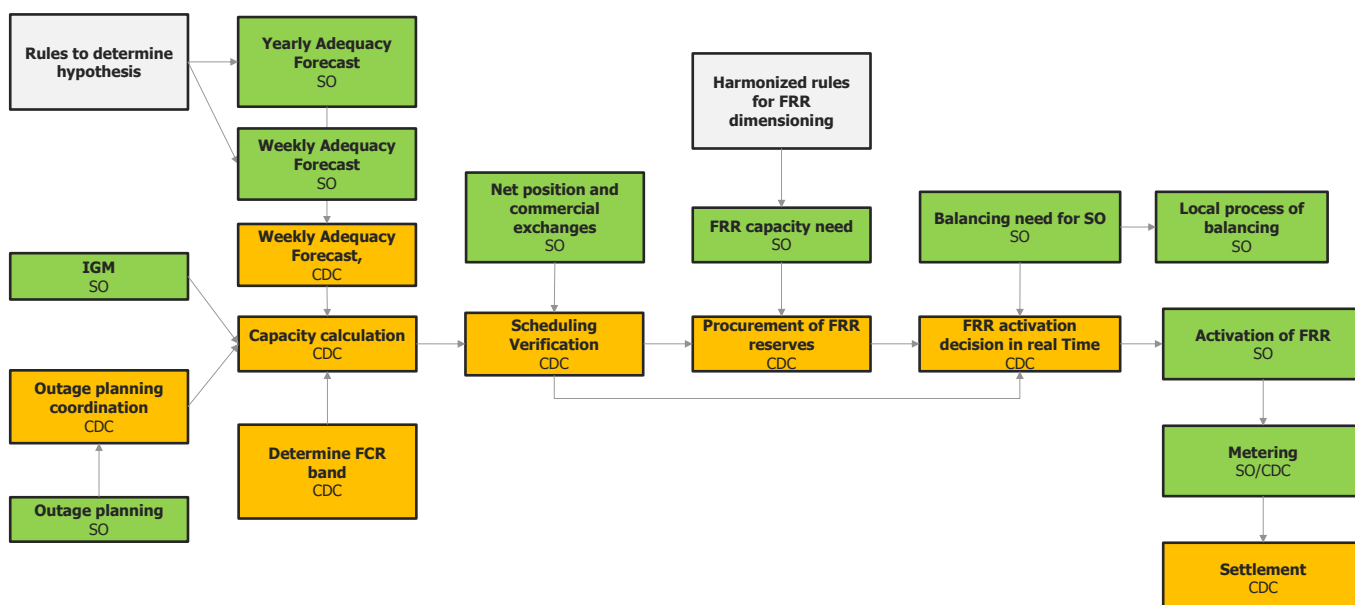 Rules to determine
hypothesis
Yearly Adequacy
Forecast
SO
Weekly Adequacy
Forecast
SO
Weekly Adequacy
Forecast,
CDC
IGM
SO
Outage planning
coordination
CDC
Outage planning
SO
Capacity calculation
CDC
Determine FCR
band
CDC
Net position and
commercial
exchanges
SO
Scheduling
Verification
CDC
Harmonized rules
for FRR
dimensioning
FRR capacity need
SO
Procurement of FRR
reserves
CDC
Balancing need for SO
SO
Local process of
balancing
SO
FRR activation
decision in real Time
CDC
Activation of FRR
SO
Metering
SO/CDC
Settlement
CDC